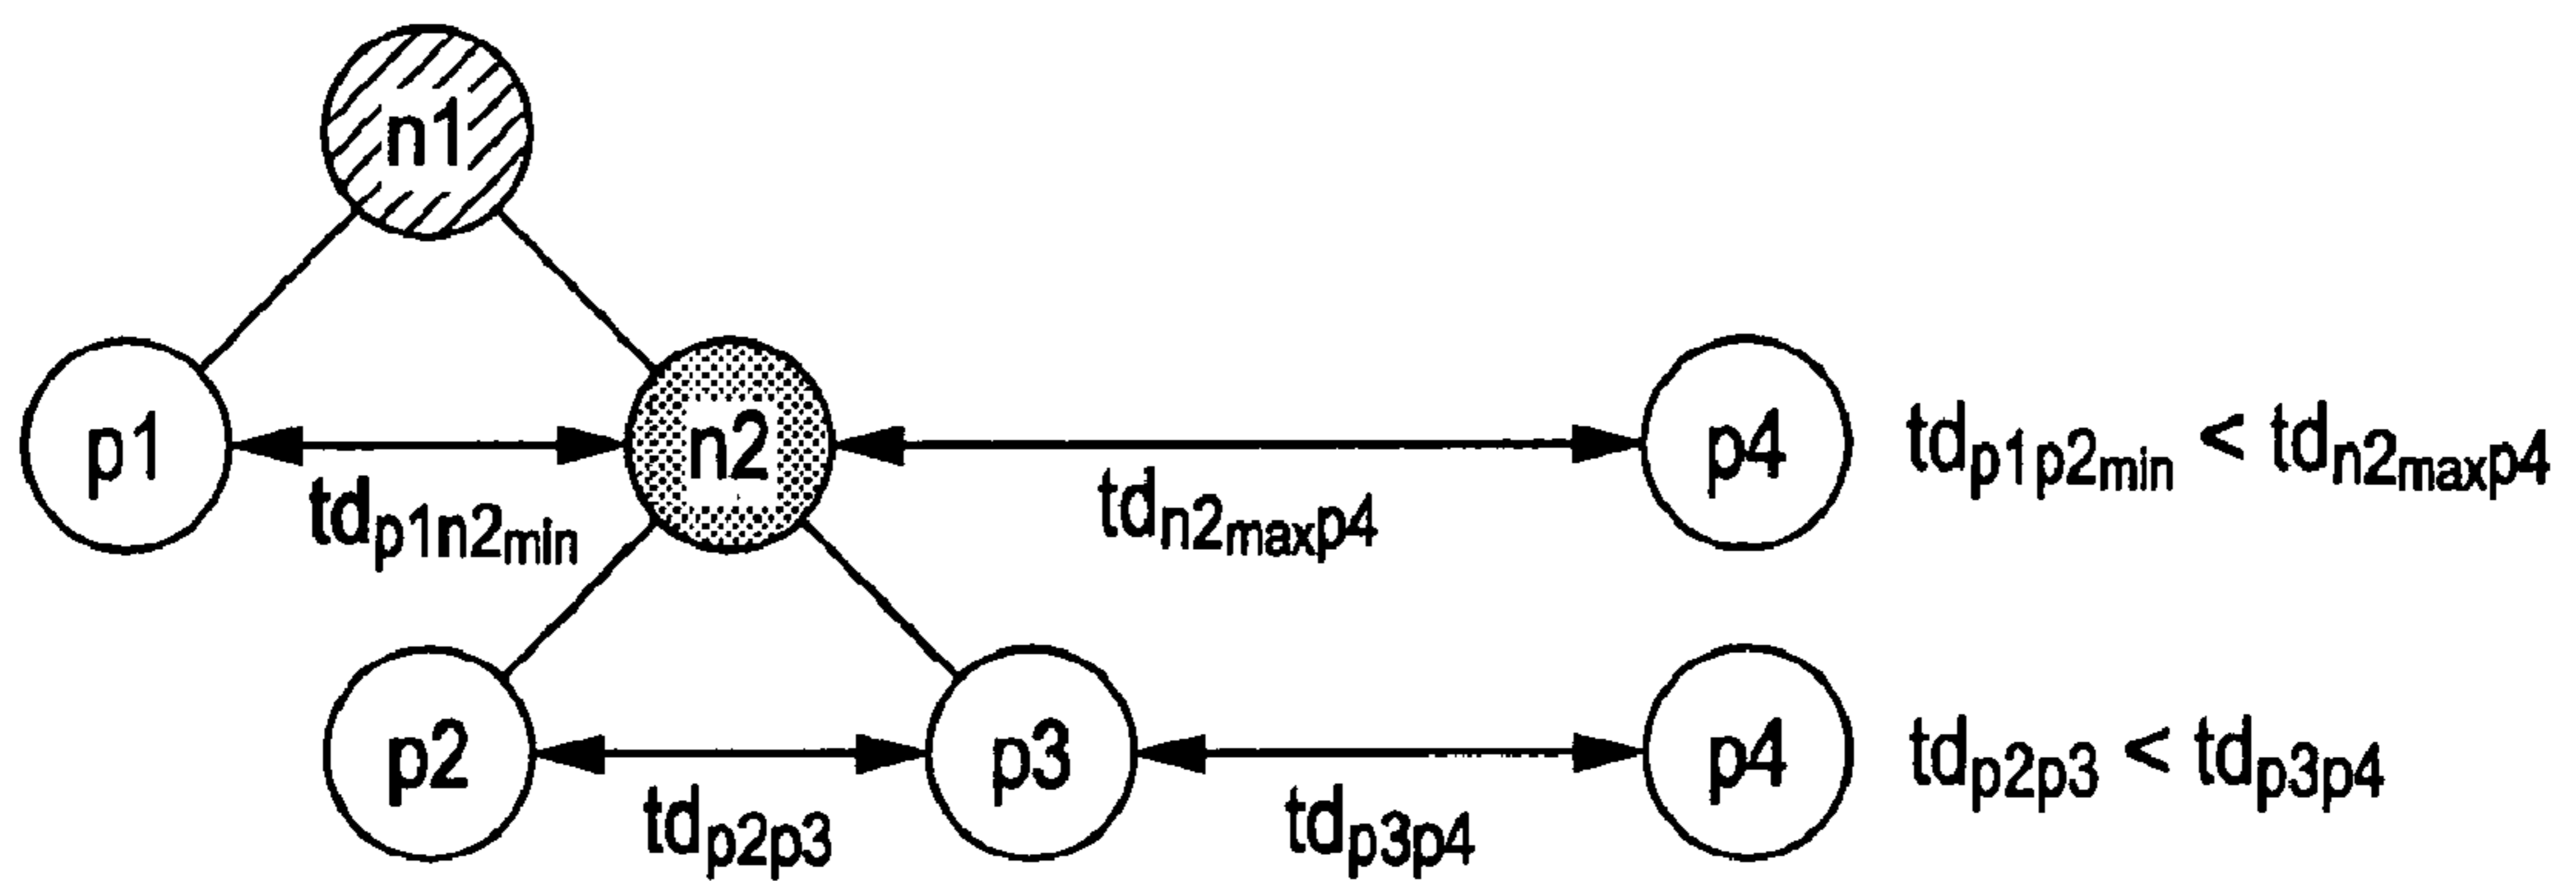 n1
p1 n2 p4 tdp1p2min < tdn2maxp4
tdp1n2min tdn2maxp4
p2 p3 p4 tdp2p3 < tdp3p4
tdp2p3 tdp3p4